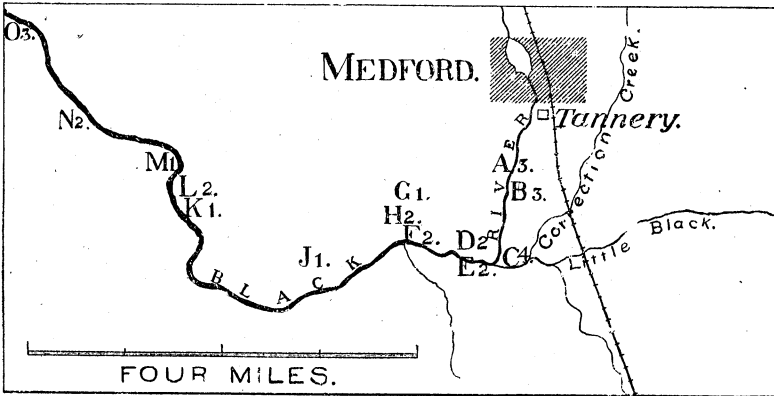 O3.
MEDFORD.
Tannery.
Correction Creek.
N2.
M1
L2.
K1.
A3.
B3.
RIVER
G1.
H2.
F2.
D2
E2.
C4.
Little Black.
J1.
BLACK
FOUR MILES.